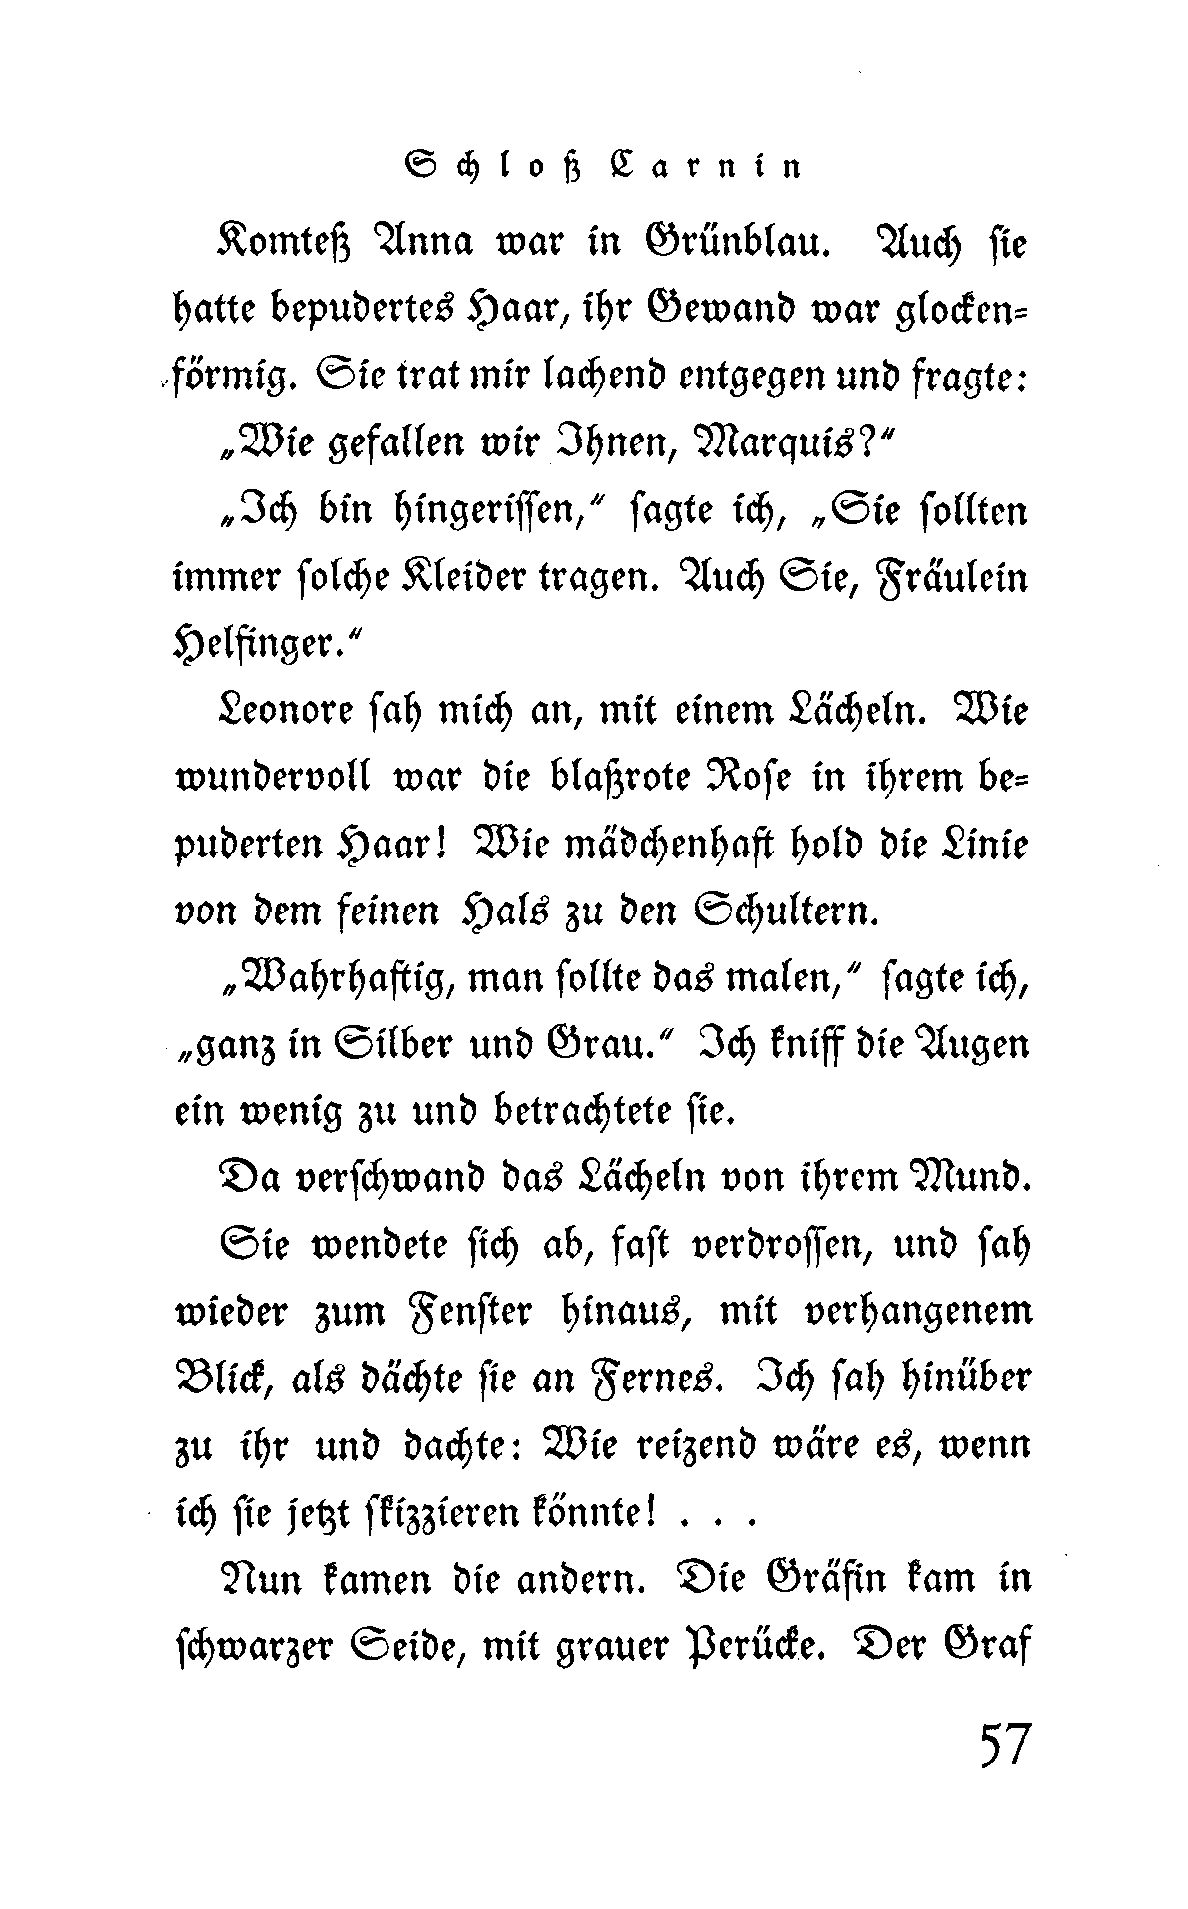 Schloß Carnin
Komteß Anna war in Grünblau. Auch sie
hatte bepudertes Haar, ihr Gewand war glocken-
förmig. Sie trat mir lachend entgegen und fragte:
„Wie gefallen wir Ihnen, Marquis?“
„Ich bin hingerissen,“ sagte ich, „Sie sollten
immer solche Kleider tragen. Auch Sie, Fräulein
Helfinger.“
Leonore sah mich an, mit einem Lächeln. Wie
wundervoll war die blaßrote Rose in ihrem be-
puderten Haar! Wie mädchenhaft hold die Linie
von dem feinen Hals zu den Schultern.
„Wahrhaftig, man sollte das malen,“ sagte ich,
„ganz in Silber und Grau.“ Ich kniff die Augen
ein wenig zu und betrachtete sie.
Da verschwand das Lächeln von ihrem Mund.
Sie wendete sich ab, fast verdrossen, und sah
wieder zum Fenster hinaus, mit verhangenem
Blick, als dächte sie an Fernes. Ich sah hinüber
zu ihr und dachte: Wie reizend wäre es, wenn
ich sie jetzt skizzieren könnte! . . .
Nun kamen die andern. Die Gräfin kam in
schwarzer Seide, mit grauer Perücke. Der Graf
57